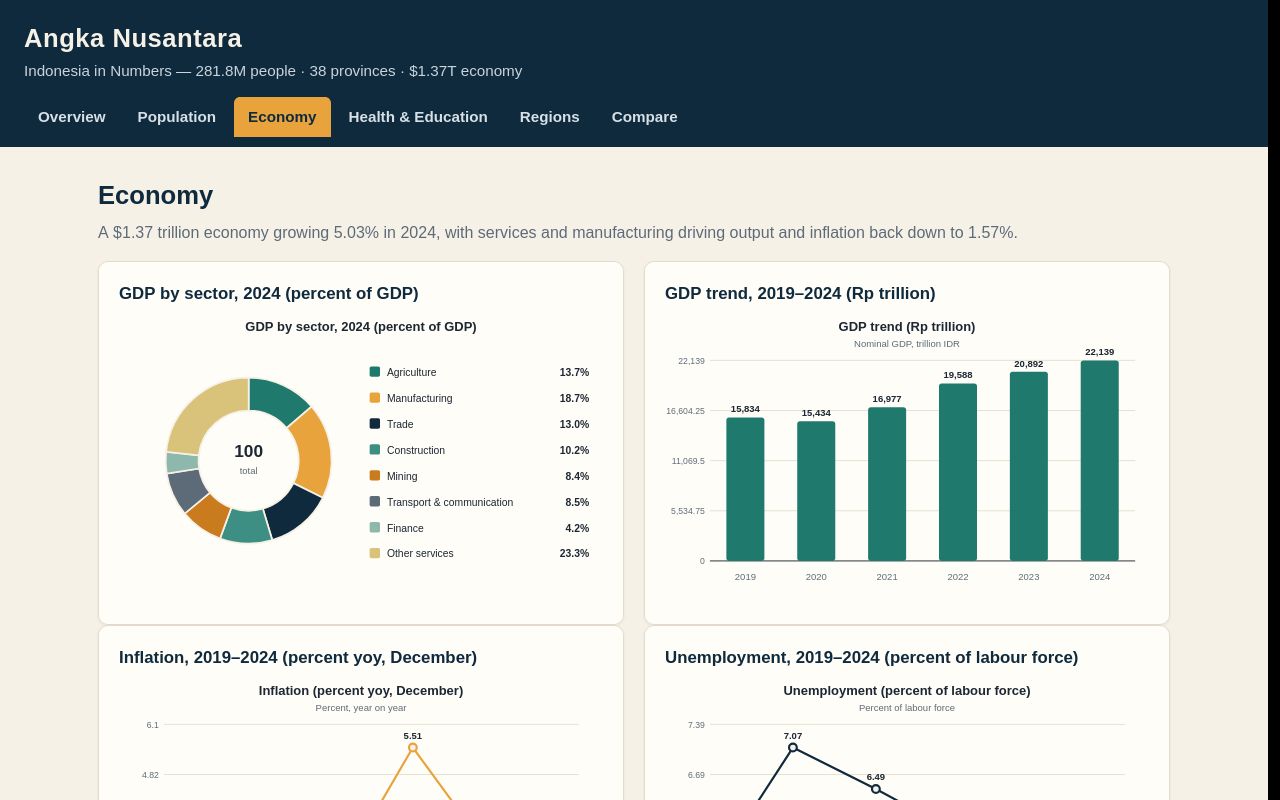 Angka Nusantara
Indonesia in Numbers — 281.8M people · 38 provinces · $1.37T economy
Overview Population Economy Health & Education Regions Compare
Economy
A $1.37 trillion economy growing 5.03% in 2024, with services and manufacturing driving output and inflation back down to 1.57%.
GDP by sector, 2024 (percent of GDP)
GDP by sector, 2024 (percent of GDP)
100
total
Agriculture 13.7%
Manufacturing 18.7%
Trade 13.0%
Construction 10.2%
Mining 8.4%
Transport & communication 8.5%
Finance 4.2%
Other services 23.3%
GDP trend, 2019–2024 (Rp trillion)
GDP trend (Rp trillion)
Nominal GDP, trillion IDR
22,139
16,604.25
11,069.5
5,534.75
0
15,834
15,434
16,977
19,588
20,892
22,139
2019 2020 2021 2022 2023 2024
Inflation, 2019–2024 (percent yoy, December)
Inflation (percent yoy, December)
Percent, year on year
6.1
5.51
4.82
Unemployment, 2019–2024 (percent of labour force)
Unemployment (percent of labour force)
Percent of labour force
7.39
7.07
6.69
6.49